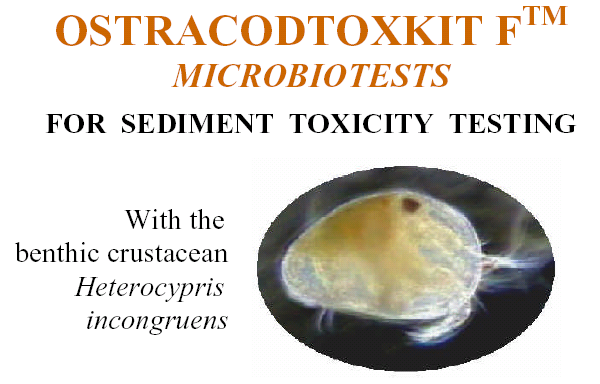 OSTRACODTOXKIT F™
MICROBIOTESTS
FOR SEDIMENT TOXICITY TESTING
With the
benthic crustacean
Heterocypris
incongruens